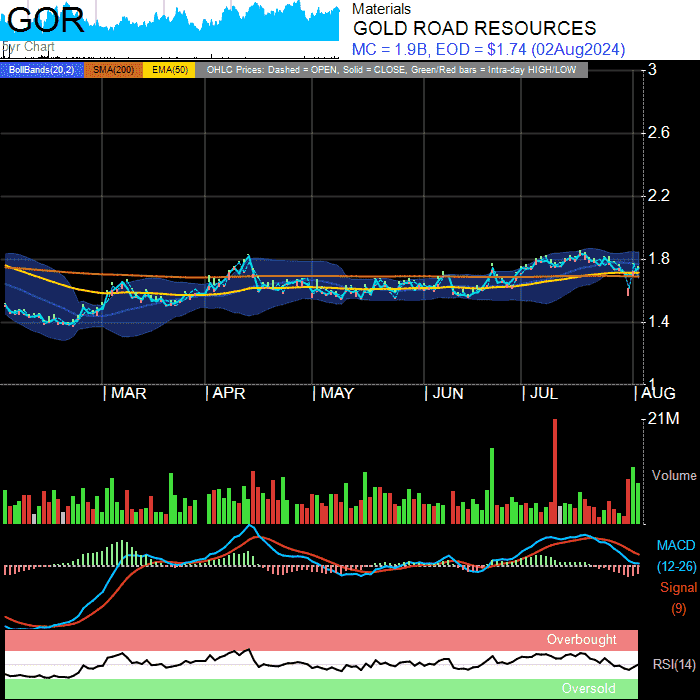 GOR
5yr Chart
Materials
GOLD ROAD RESOURCES
MC = 1.9B, EOD = $1.74 (02Aug2024)
BollBands(20,2) SMA(200) EMA(50) OHLC Prices: Dashed = OPEN, Solid = CLOSE, Green/Red bars = Intra-day HIGH/LOW
3
2.6
2.2
1.8
1.4
1
MAR APR MAY JUN JUL AUG
21M
Volume
MACD
(12-26)
Signal
(9)
Overbought
RSI(14)
Oversold